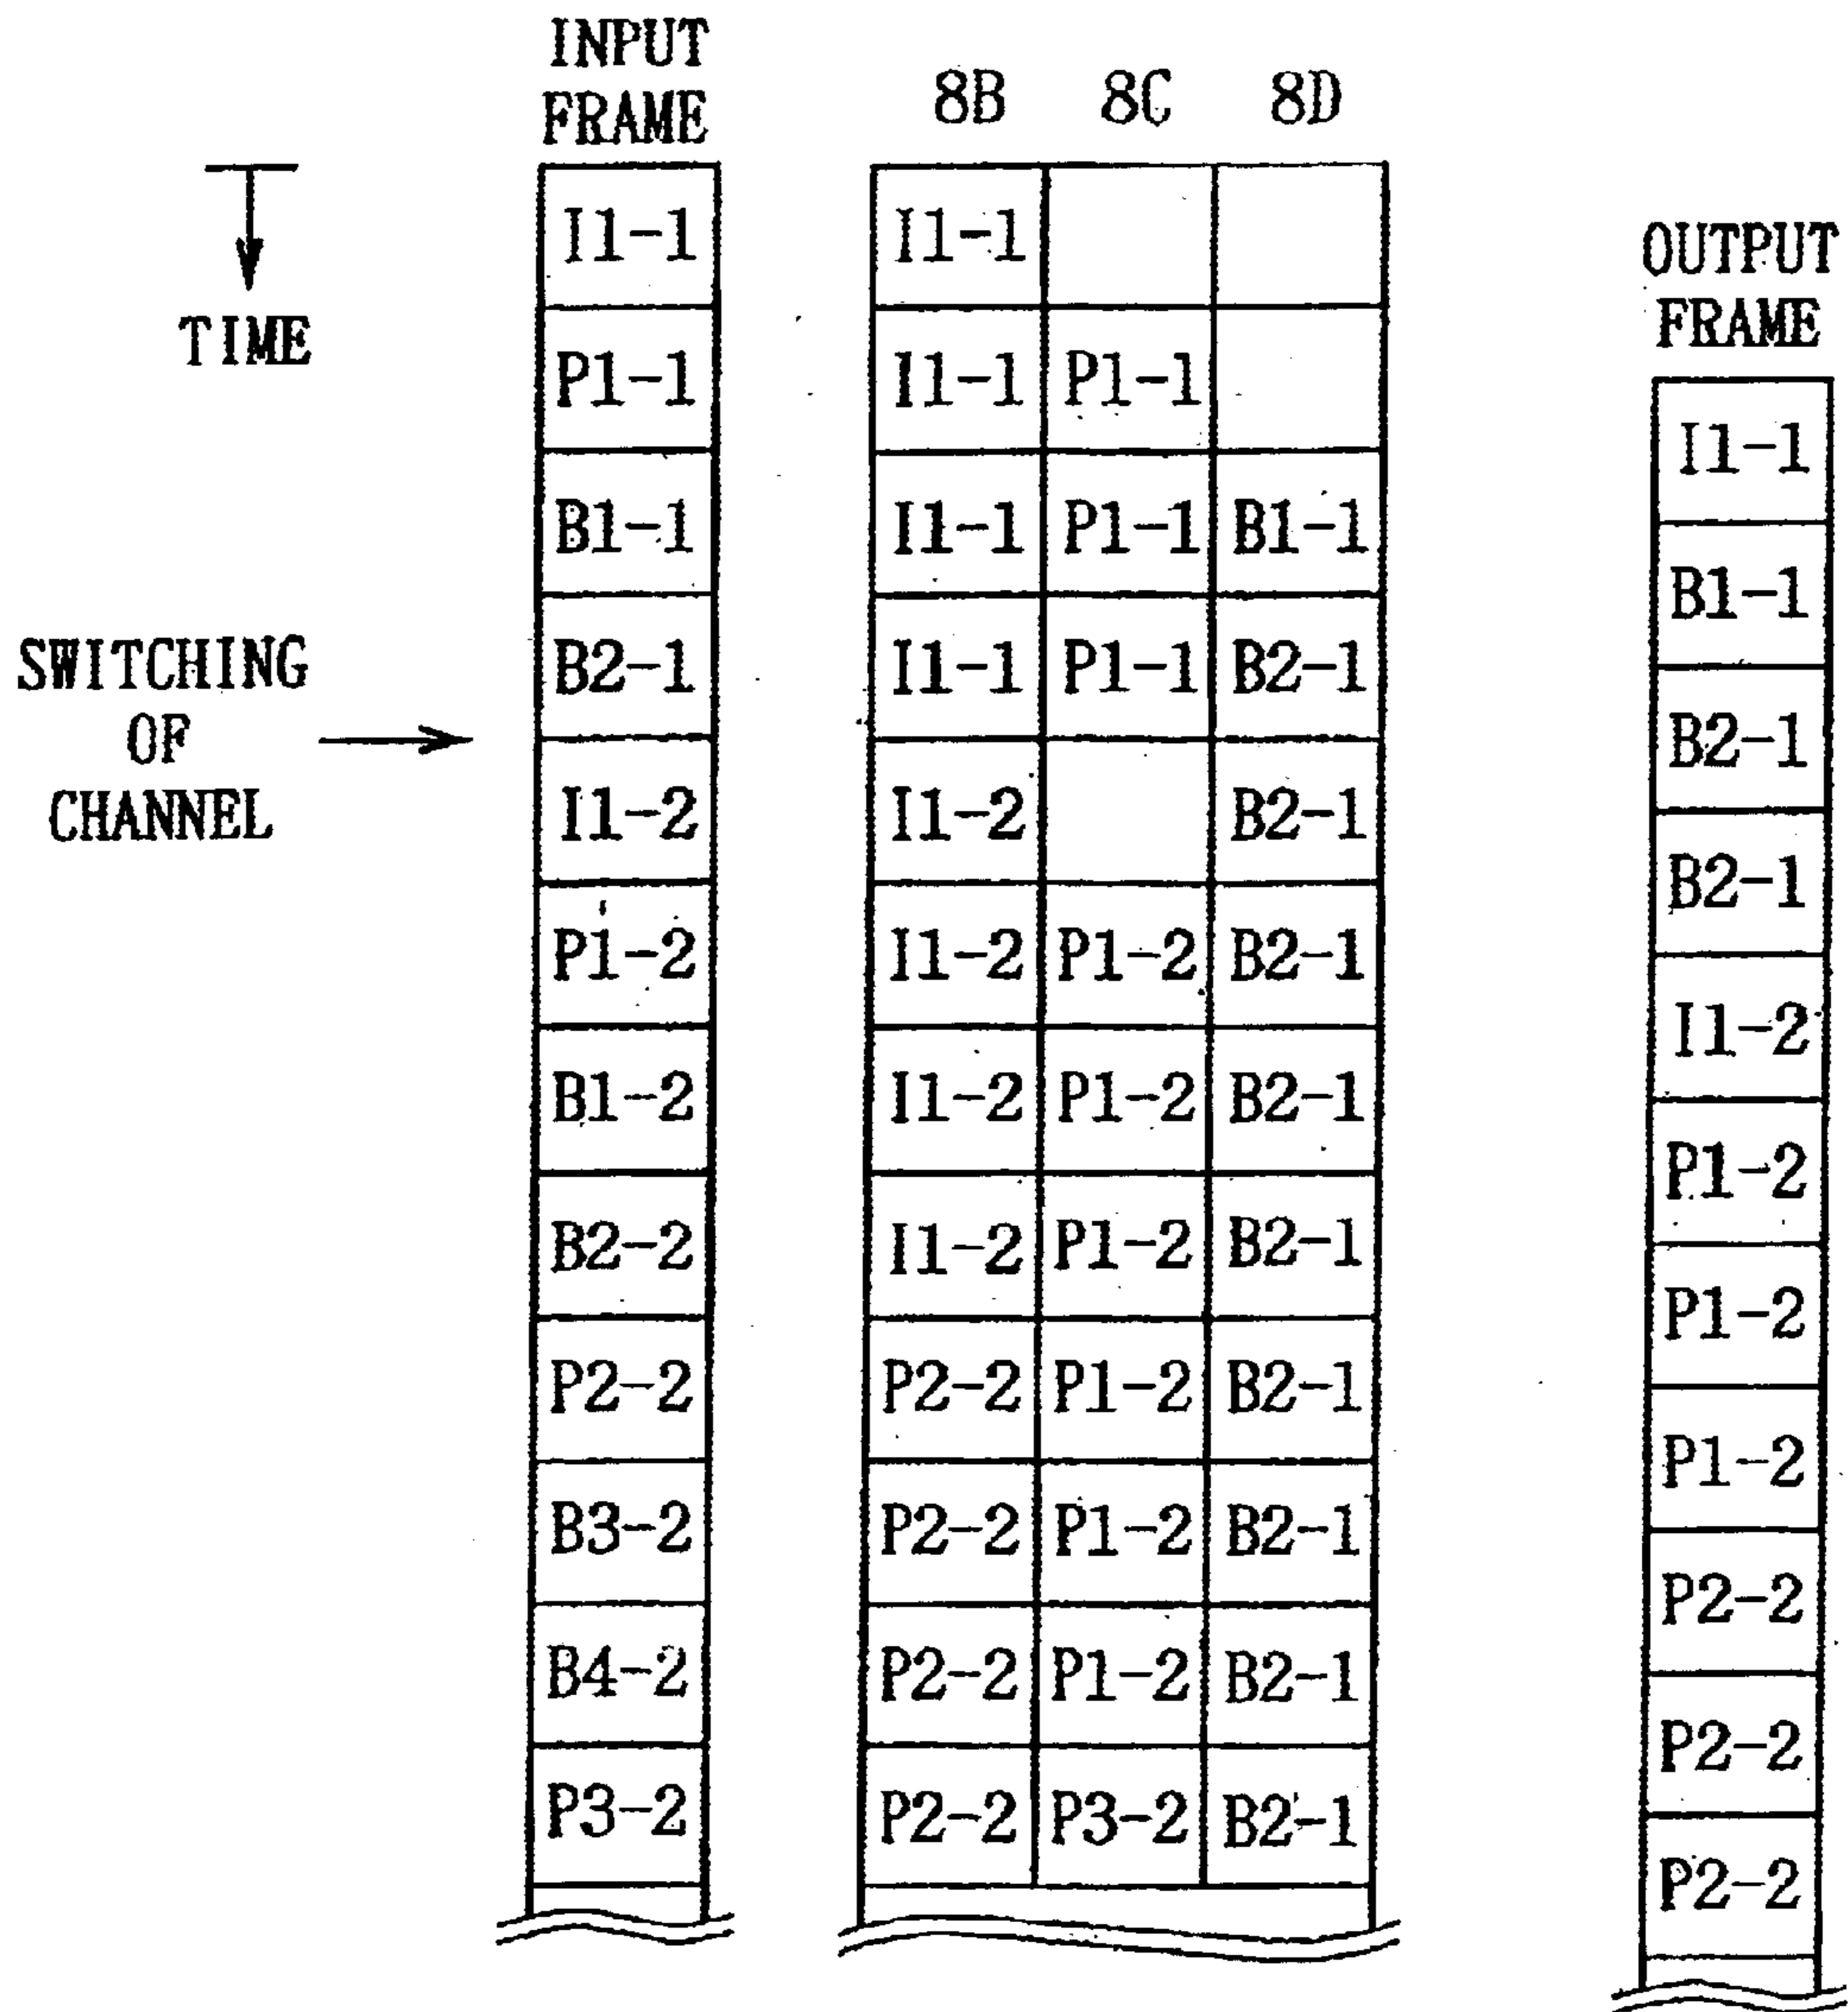 INPUT
FRAME
8B 8C 8D
I1-1 I1-1
OUTPUT
FRAME
TIME
P1-1 I1-1 P1-1
I1-1
B1-1 I1-1 P1-1 B1-1
B1-1
SWITCHING
OF
CHANNEL
B2-1 I1-1 P1-1 B2-1
B2-1
I1-2 I1-2 B2-1
B2-1
P1-2 I1-2 P1-2 B2-1
I1-2
B1-2 I1-2 P1-2 B2-1
P1-2
B2-2 I1-2 P1-2 B2-1
P1-2
P2-2 P2-2 P1-2 B2-1
P1-2
B3-2 P2-2 P1-2 B2-1
P2-2
B4-2 P2-2 P1-2 B2-1
P2-2
P3-2 P2-2 P3-2 B2-1
P2-2